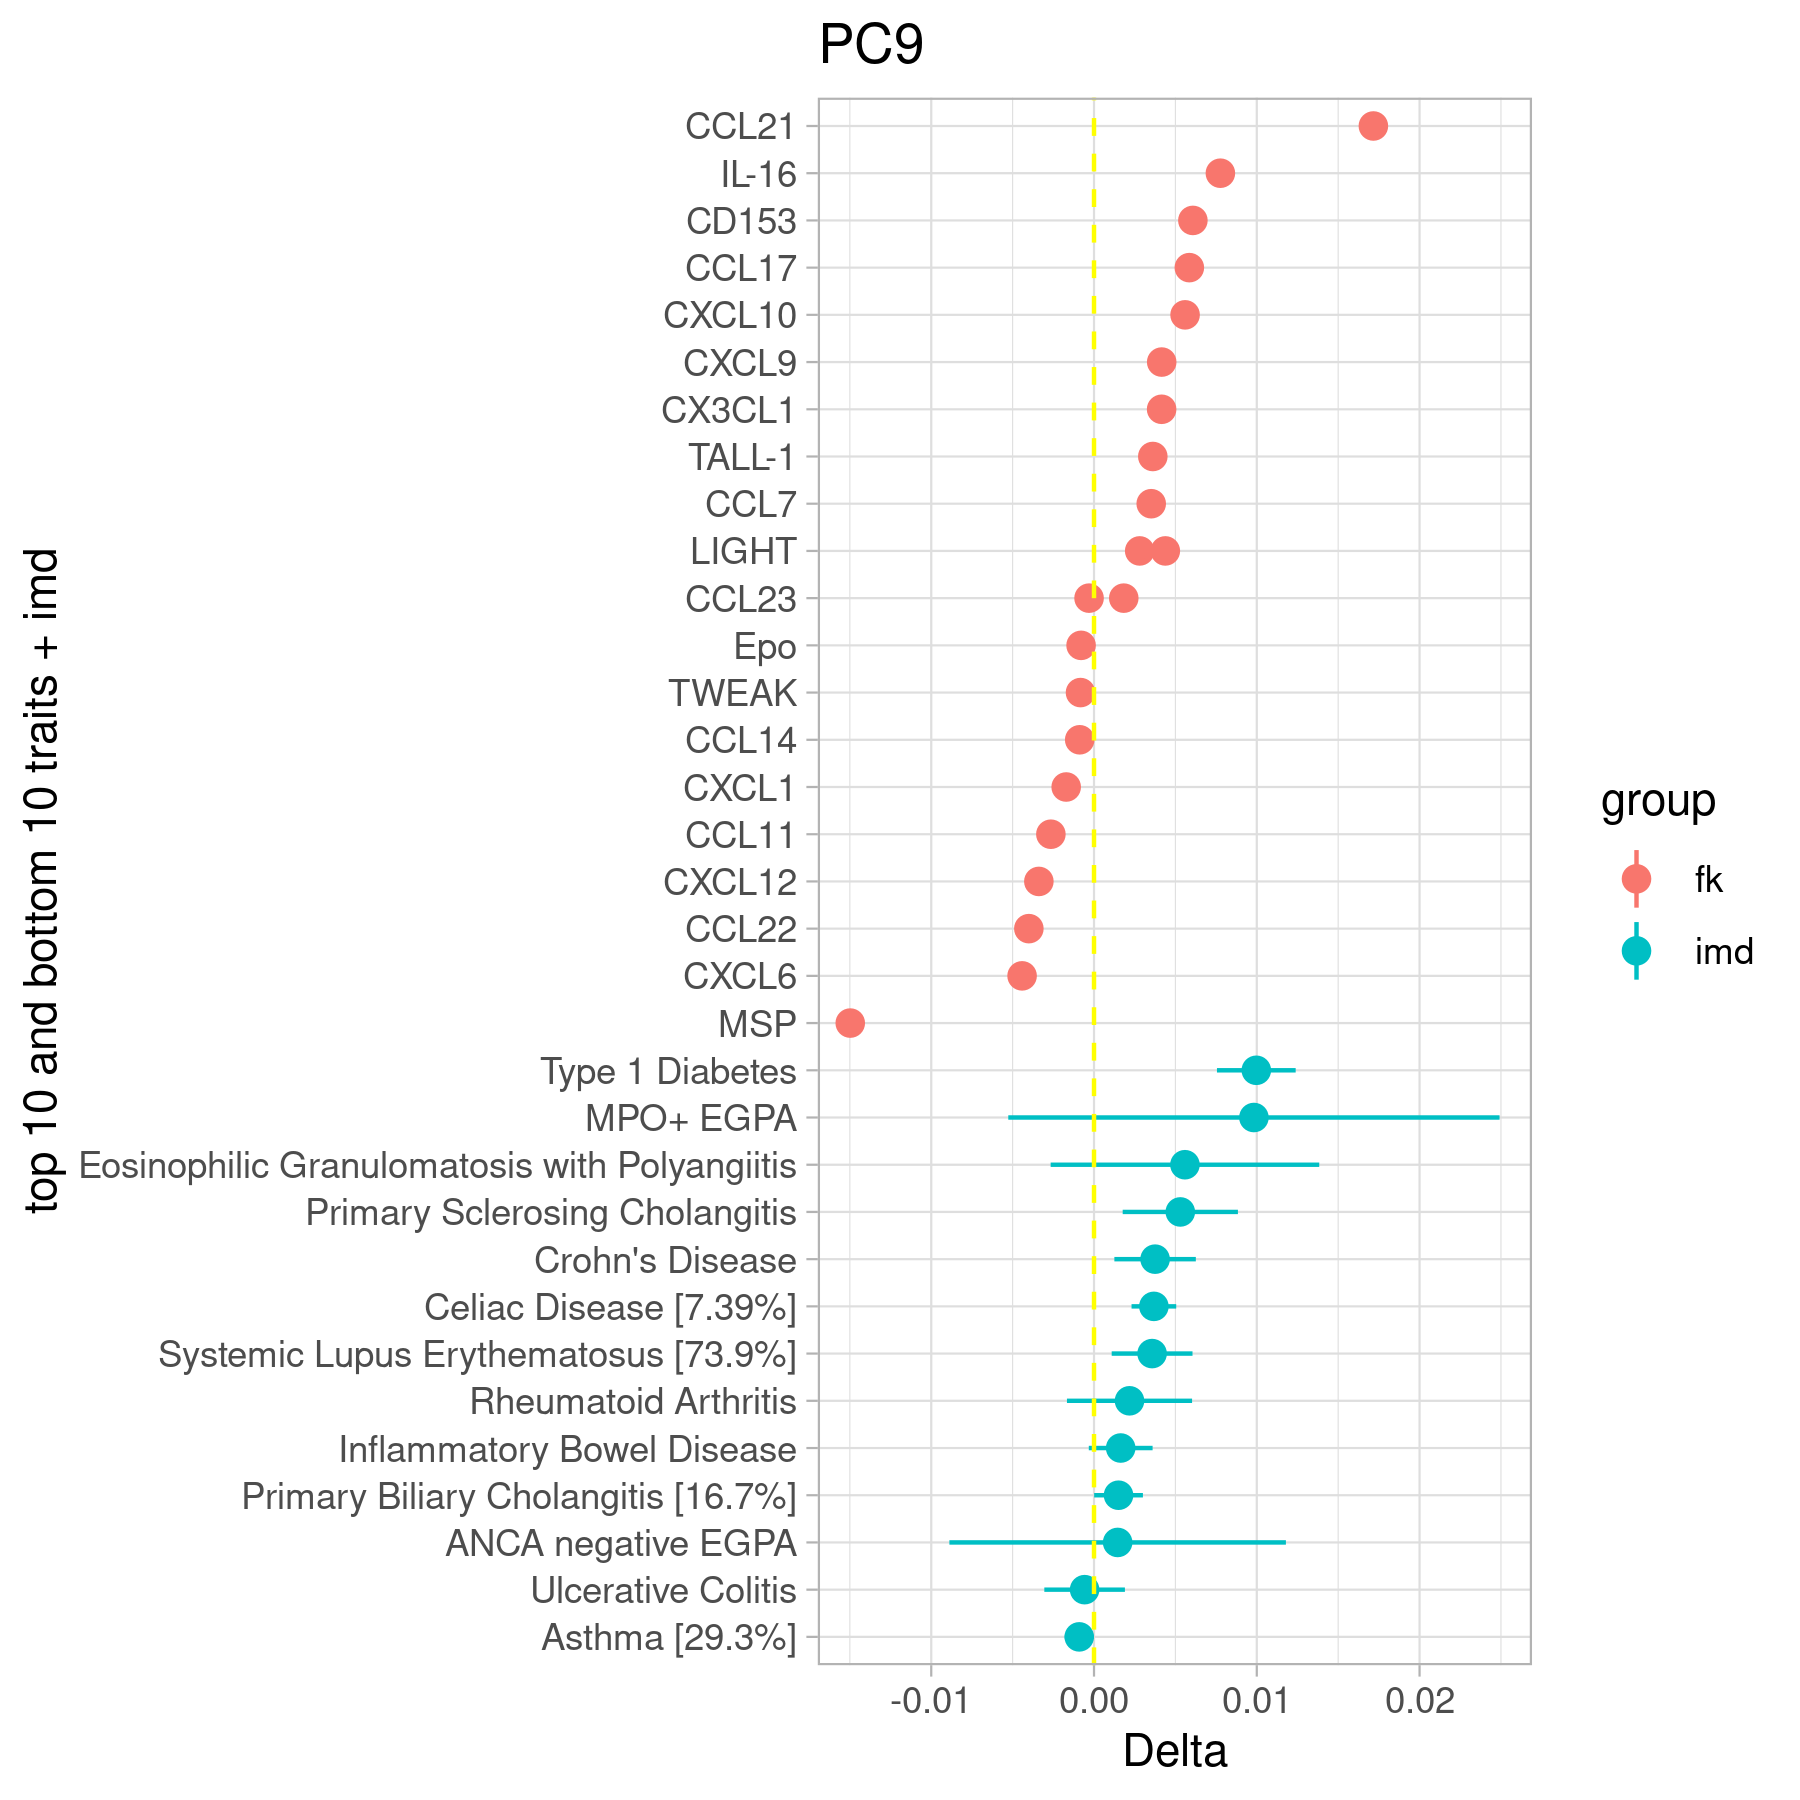 PC9
top 10 and bottom 10 traits + imd
CCL21
IL-16
CD153
CCL17
CXCL10
CXCL9
CX3CL1
TALL-1
CCL7
LIGHT
CCL23
Epo
TWEAK
CCL14
CXCL1
CCL11
CXCL12
CCL22
CXCL6
MSP
Type 1 Diabetes
MPO+ EGPA
Eosinophilic Granulomatosis with Polyangiitis
Primary Sclerosing Cholangitis
Crohn's Disease
Celiac Disease [7.39%]
Systemic Lupus Erythematosus [73.9%]
Rheumatoid Arthritis
Inflammatory Bowel Disease
Primary Biliary Cholangitis [16.7%]
ANCA negative EGPA
Ulcerative Colitis
Asthma [29.3%]
-0.01 0.00 0.01 0.02
Delta
group
fk
imd